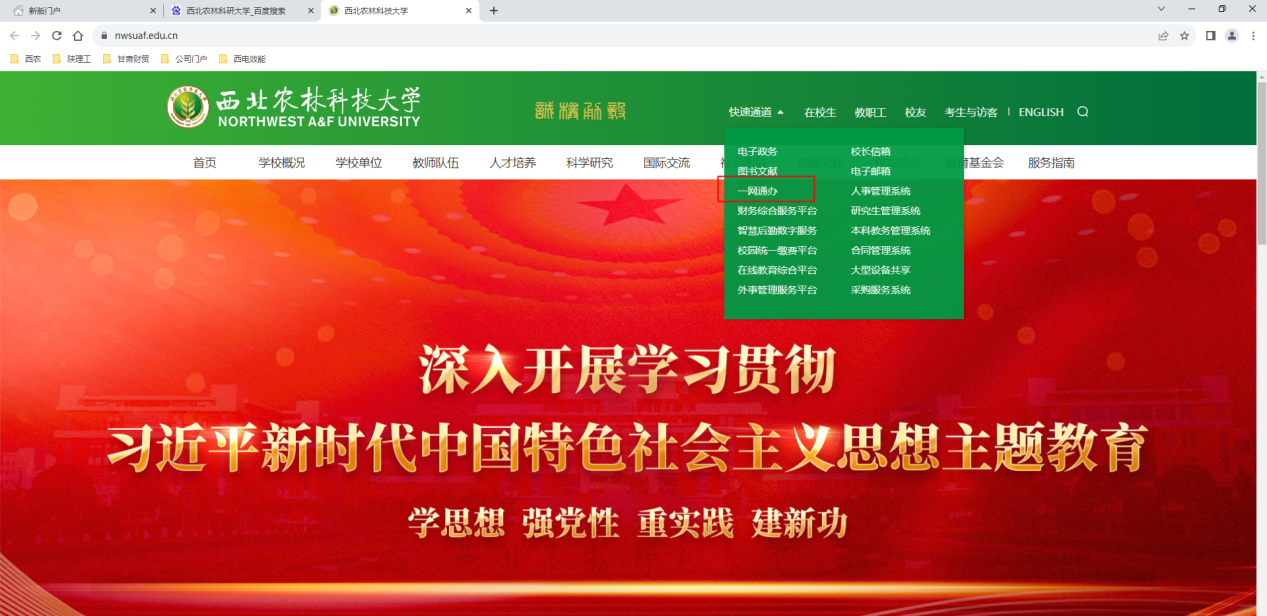 新版门户
西北农林科研大学_百度搜索
西北农林科技大学
nwsuaf.edu.cn
西农 陕理工 甘肃财贸 公司门户 西电效能
西北农林科技大学
NORTHWEST A&F UNIVERSITY
快速通道 在校生 教职工 校友 考生与访客 | ENGLISH
首页 学校概况 学校单位 教师队伍 人才培养 科学研究 国际交流 育基金会 服务指南
电子政务 校长信箱
图书文献 电子邮箱
一网通办 人事管理系统
财务综合服务平台 研究生管理系统
智慧后勤数字服务 本科教务管理系统
校园统一缴费平台 合同管理系统
在线教育综合平台 大型设备共享
外事管理服务平台 采购服务系统
深入开展学习贯彻
习近平新时代中国特色社会主义思想主题教育
学思想 强党性 重实践 建新功